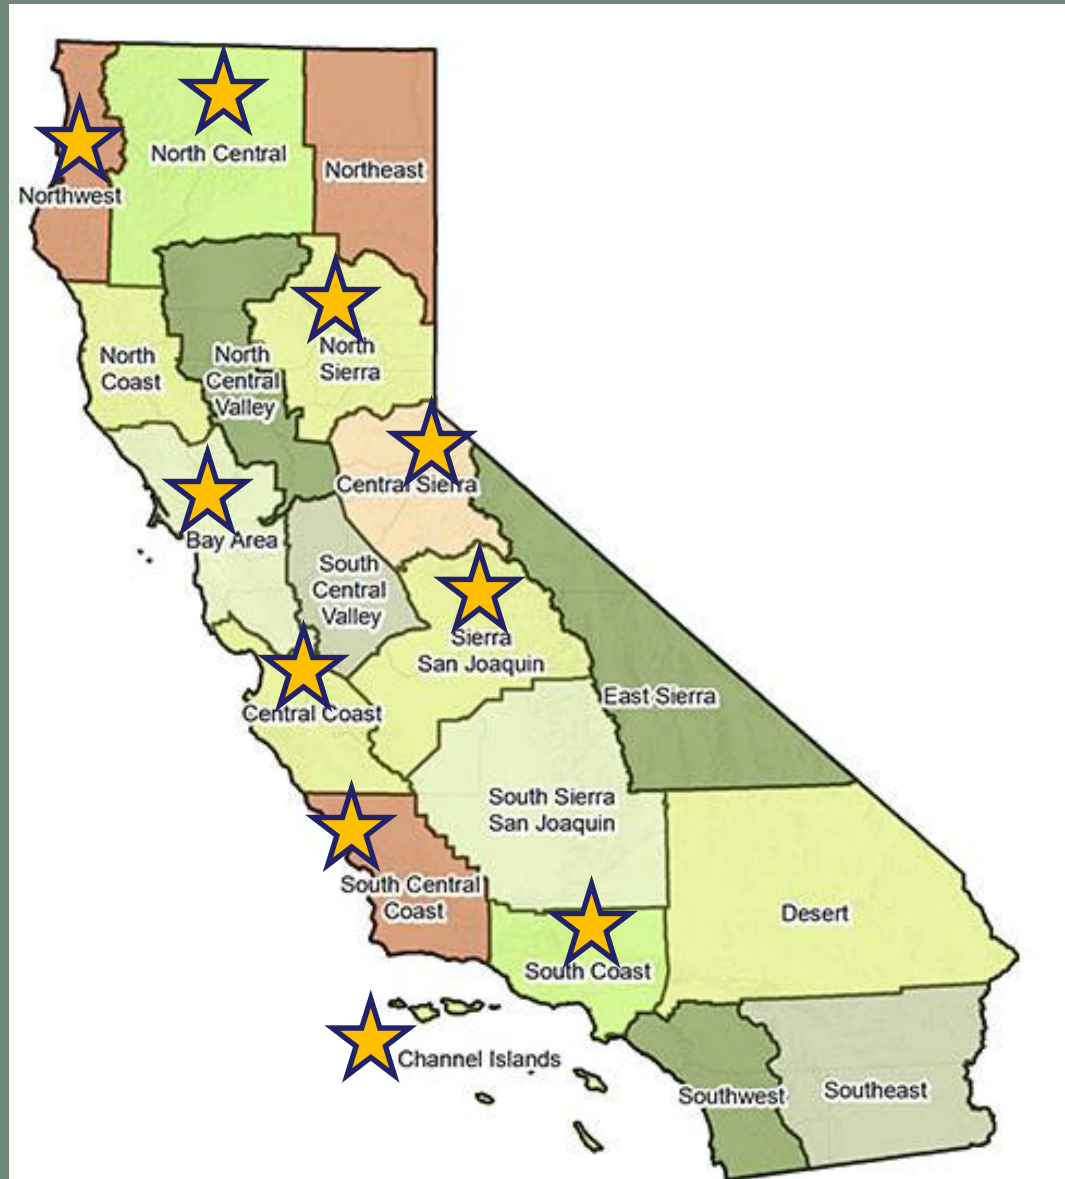 North Central
Northeast
Northwest
North
Coast
North
Central
Valley
North
Sierra
Central Sierra
Bay Area
South
Central
Valley
Sierra
San Joaquin
East Sierra
Central Coast
South Sierra
San Joaquin
South Central
Coast
Desert
South Coast
Channel Islands
Southwest
Southeast